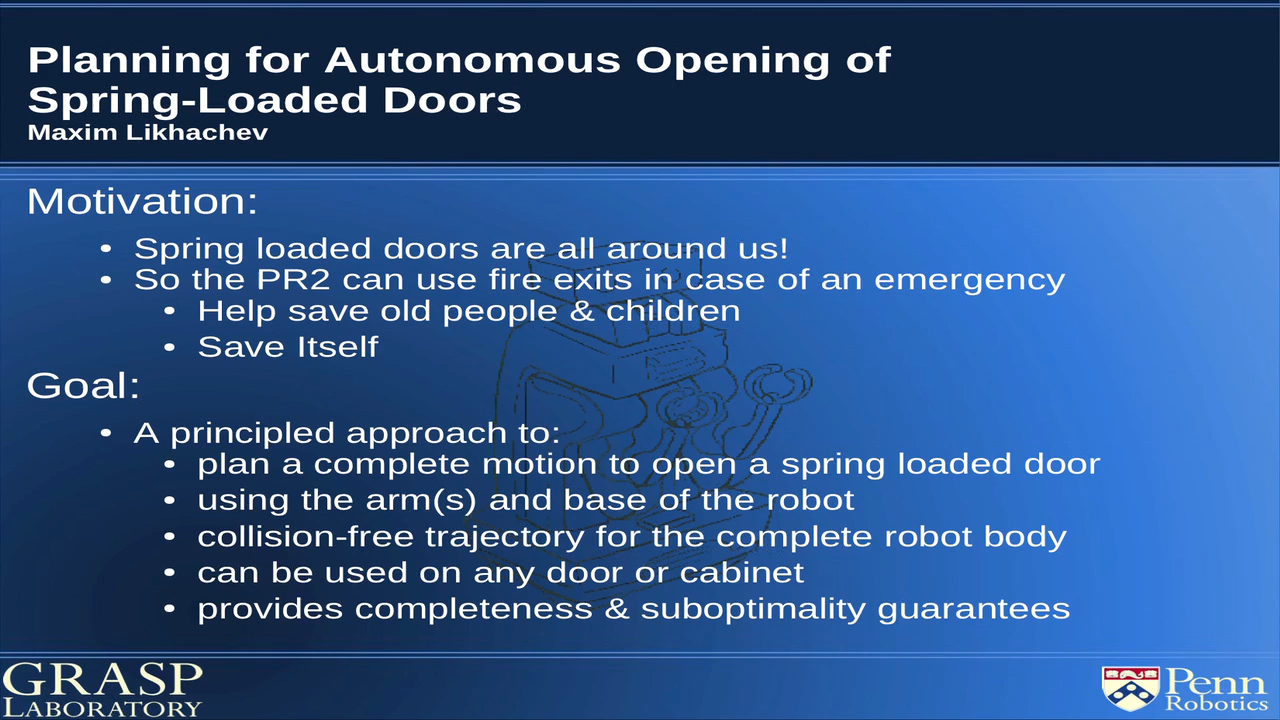 Planning for Autonomous Opening of
Spring-Loaded Doors
Maxim Likhachev
Motivation:
• Spring loaded doors are all around us!
• So the PR2 can use fire exits in case of an emergency
• Help save old people & children
• Save Itself
Goal:
• A principled approach to:
• plan a complete motion to open a spring loaded door
• using the arm(s) and base of the robot
• collision-free trajectory for the complete robot body
• can be used on any door or cabinet
• provides completeness & suboptimality guarantees
GRASP
LABORATORY
Penn
Robotics